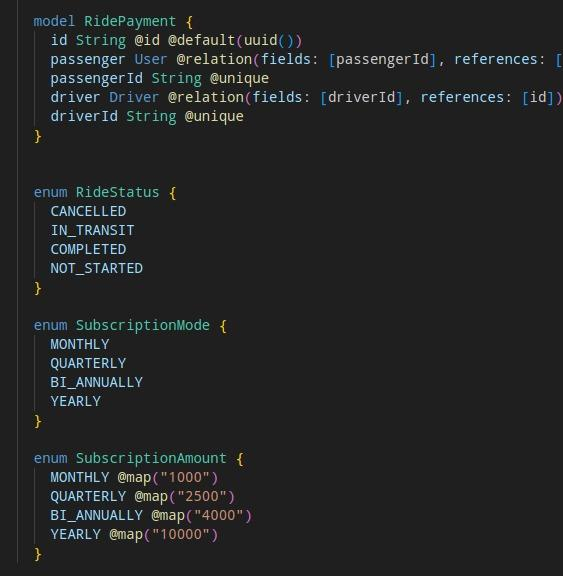 model RidePayment {
id String @id @default(uuid())
passenger User @relation(fields: [passengerId], references: [
passengerId String @unique
driver Driver @relation(fields: [driverId], references: [id])
driverId String @unique
}
enum RideStatus {
CANCELLED
IN_TRANSIT
COMPLETED
NOT_STARTED
}
enum SubscriptionMode {
MONTHLY
QUARTERLY
BI_ANNUALLY
YEARLY
}
enum SubscriptionAmount {
MONTHLY @map("1000")
QUARTERLY @map("2500")
BI_ANNUALLY @map("4000")
YEARLY @map("10000")
}